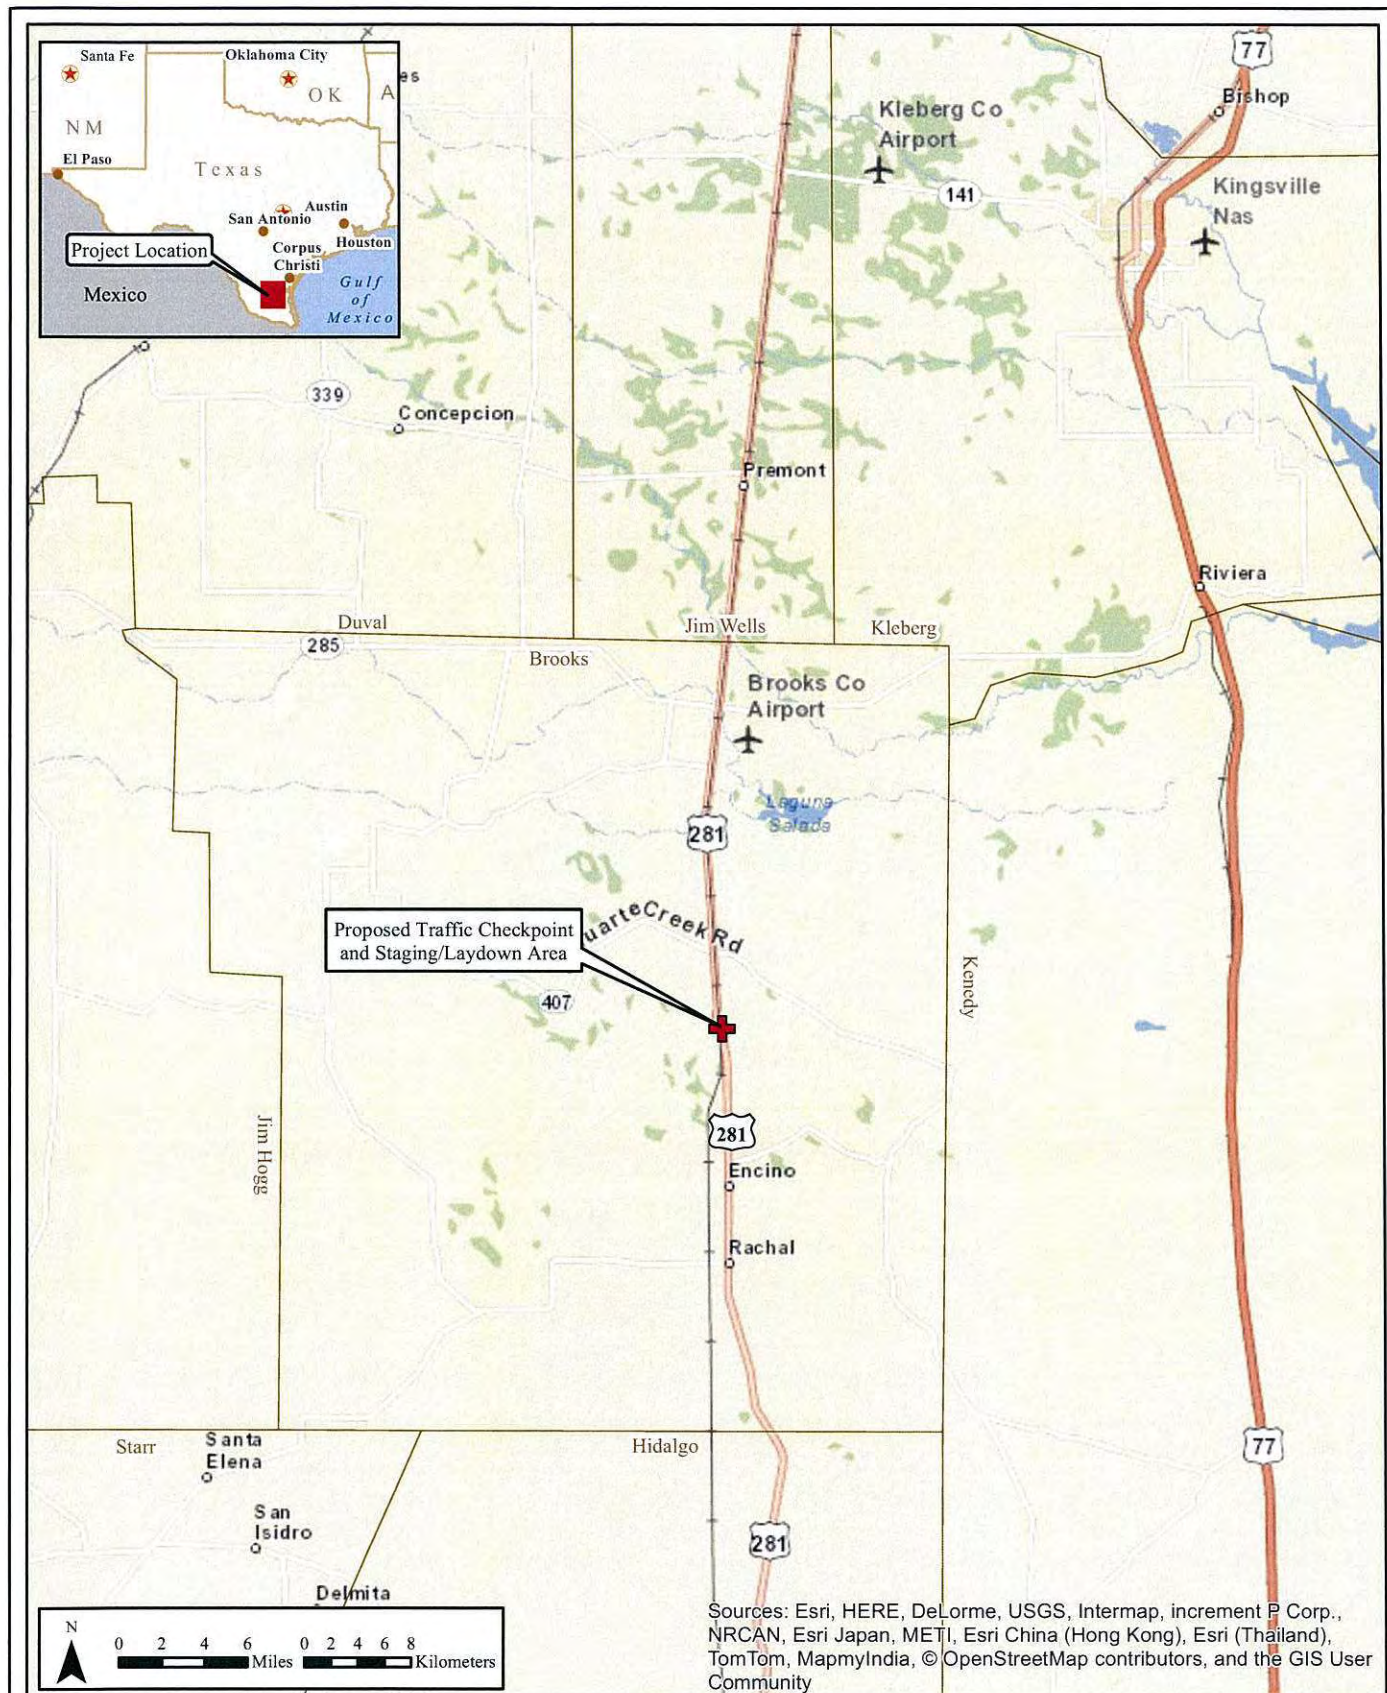 Santa Fe
Oklahoma City
OK
A
NM
El Paso
Texas
Austin
San Antonio
Houston
Corpus
Christi
Project Location
Mexico
Gulf
of
Mexico
es
77
Bishop
Kleberg Co
Airport
141
Kingsville
Nas
339
Concepcion
Premont
Riviera
Duval
Jim Wells
Kleberg
285
Brooks
Brooks Co
Airport
Laguna
Salada
281
uarteCreekRd
Proposed Traffic Checkpoint
and Staging/Laydown Area
407
Kenedy
Jim Hogg
281
Encino
Rachal
Starr
Santa
Elena
Hidalgo
77
San
Isidro
281
Delmita
N
0 2 4 6
Miles
0 2 4 6 8
Kilometers
Sources: Esri, HERE, DeLorme, USGS, Intermap, increment P Corp.,
NRCAN, Esri Japan, METI, Esri China (Hong Kong), Esri (Thailand),
TomTom, MapmyIndia, © OpenStreetMap contributors, and the GIS User
Community